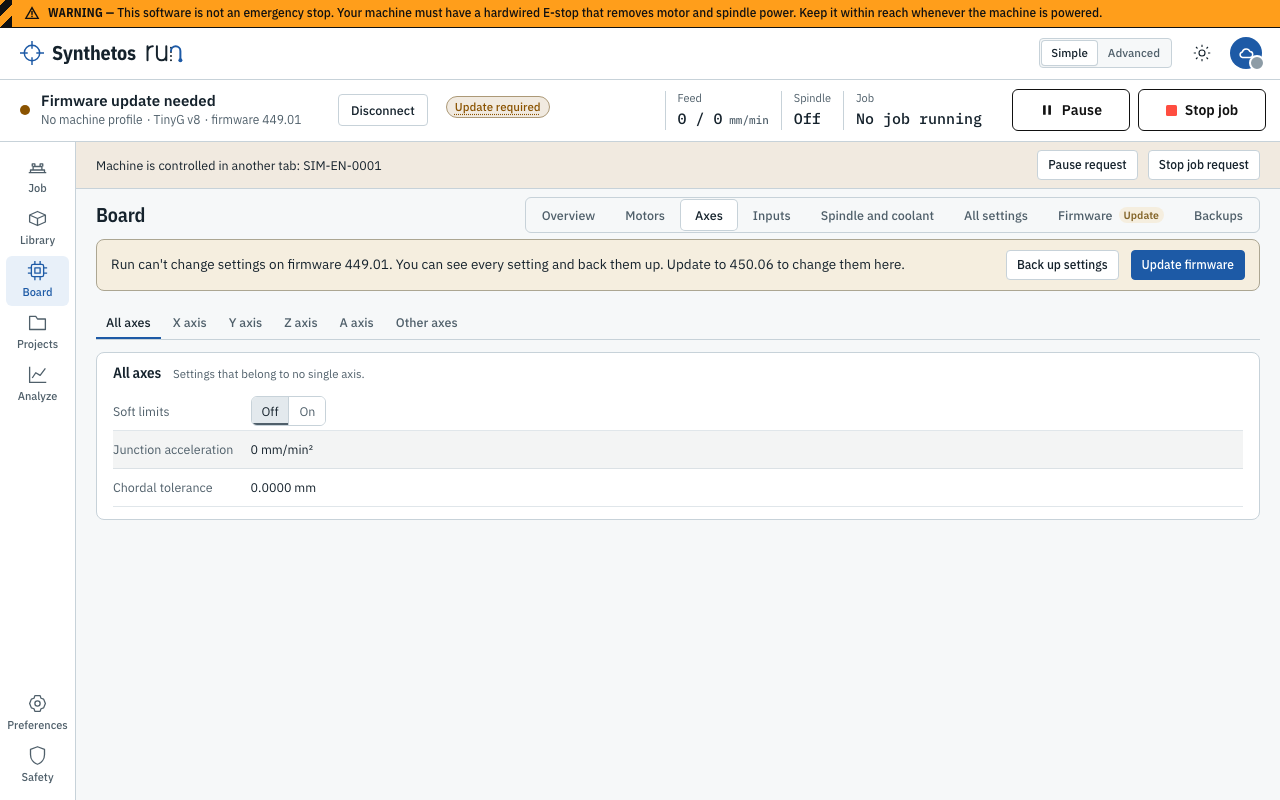 WARNING — This software is not an emergency stop. Your machine must have a hardwired E-stop that removes motor and spindle power. Keep it within reach whenever the machine is powered.
Synthetos run
Simple Advanced
Firmware update needed
No machine profile · TinyG v8 · firmware 449.01
Disconnect
Update required
Feed
0 / 0 mm/min
Spindle
Off
Job
No job running
Pause
Stop job
Job
Library
Board
Projects
Analyze
Preferences
Safety
Machine is controlled in another tab: SIM-EN-0001
Pause request Stop job request
Board
Overview Motors Axes Inputs Spindle and coolant All settings Firmware Update Backups
Run can't change settings on firmware 449.01. You can see every setting and back them up. Update to 450.06 to change them here.
Back up settings Update firmware
All axes X axis Y axis Z axis A axis Other axes
All axes Settings that belong to no single axis.
Soft limits Off On
Junction acceleration 0 mm/min²
Chordal tolerance 0.0000 mm